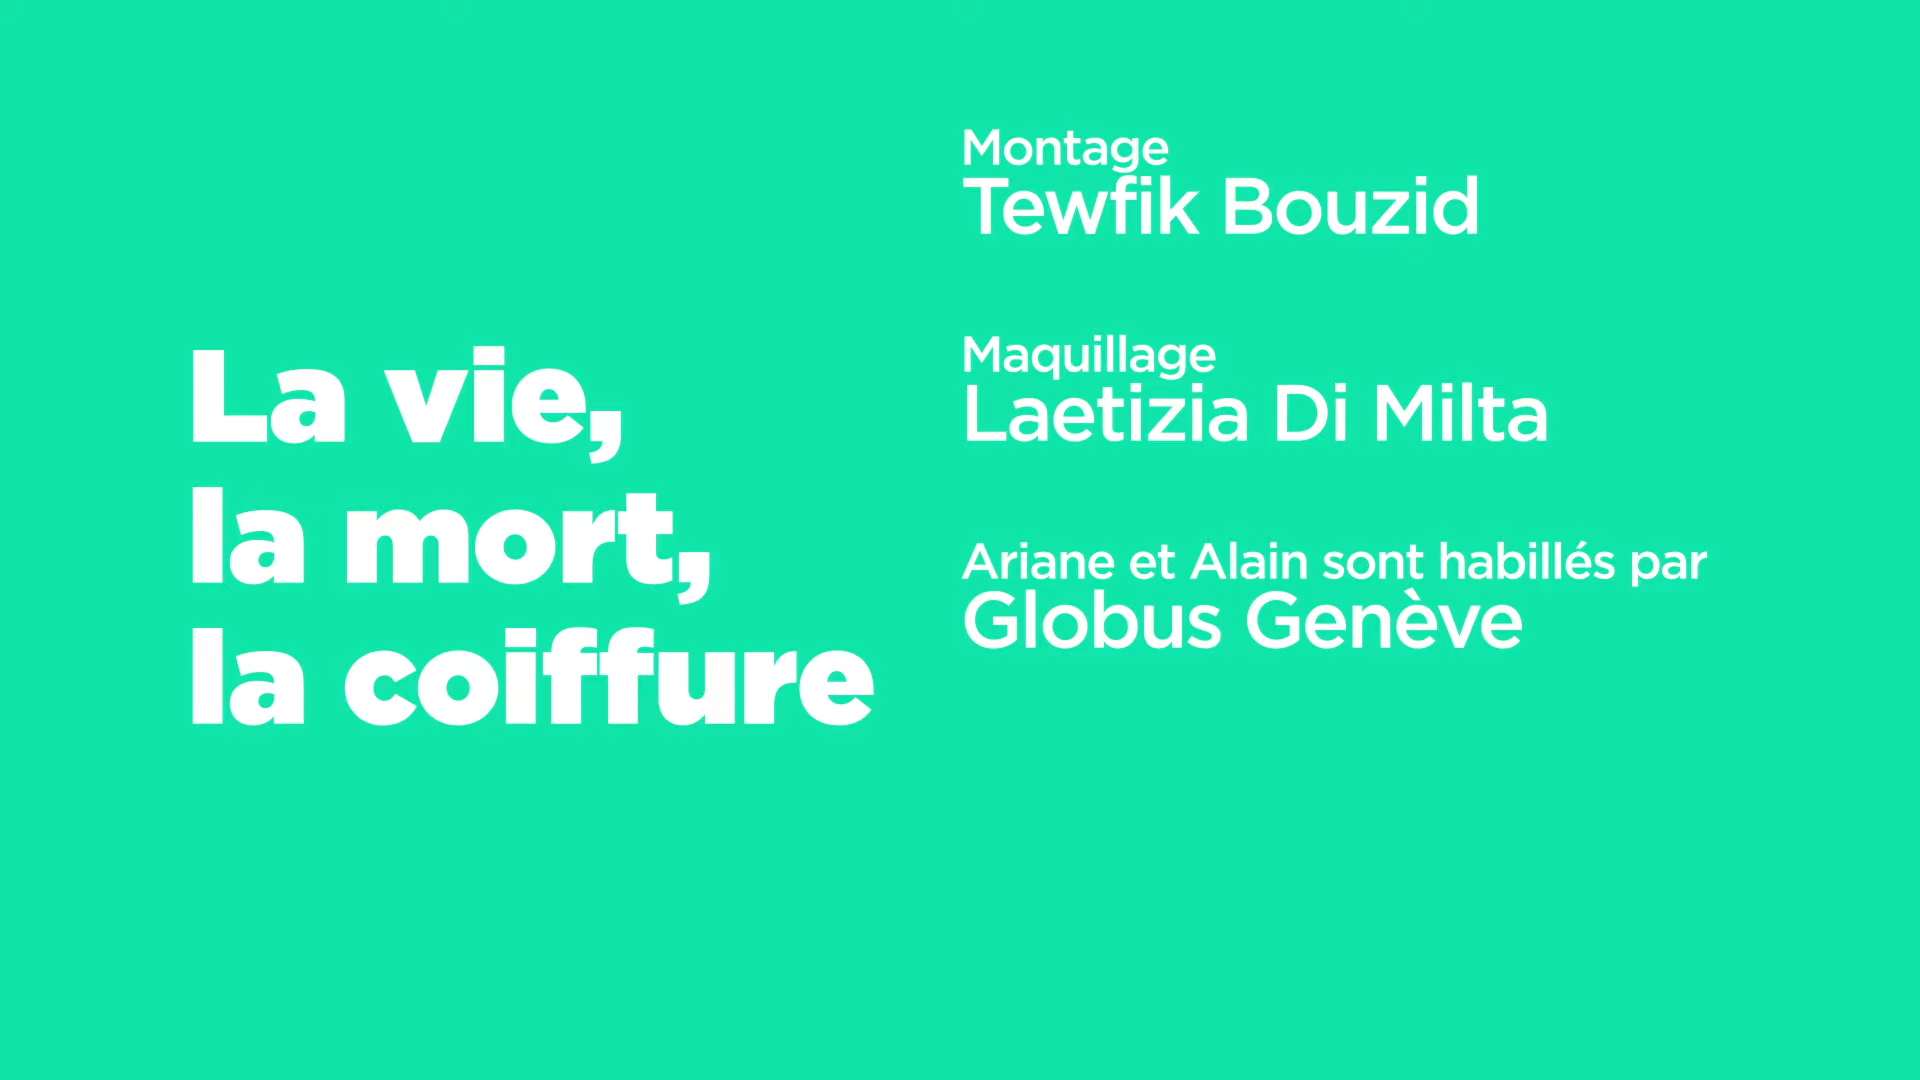 La vie,
la mort,
la coiffure
Montage
Tewfik Bouzid
Maquillage
Laetizia Di Milta
Ariane et Alain sont habillés par
Globus Genève